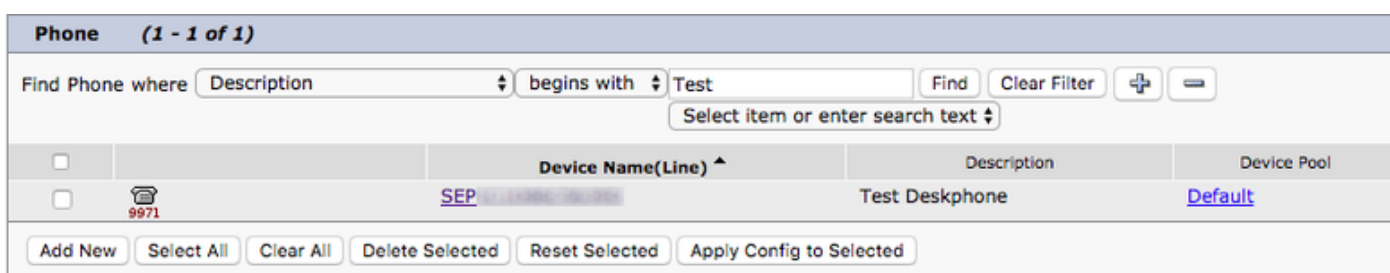 Phone (1 - 1 of 1)
Find Phone where Description begins with Test Find Clear Filter
Select item or enter search text
Device Name(Line) Description Device Pool
9971 SEP Test Deskphone Default
Add New Select All Clear All Delete Selected Reset Selected Apply Config to Selected